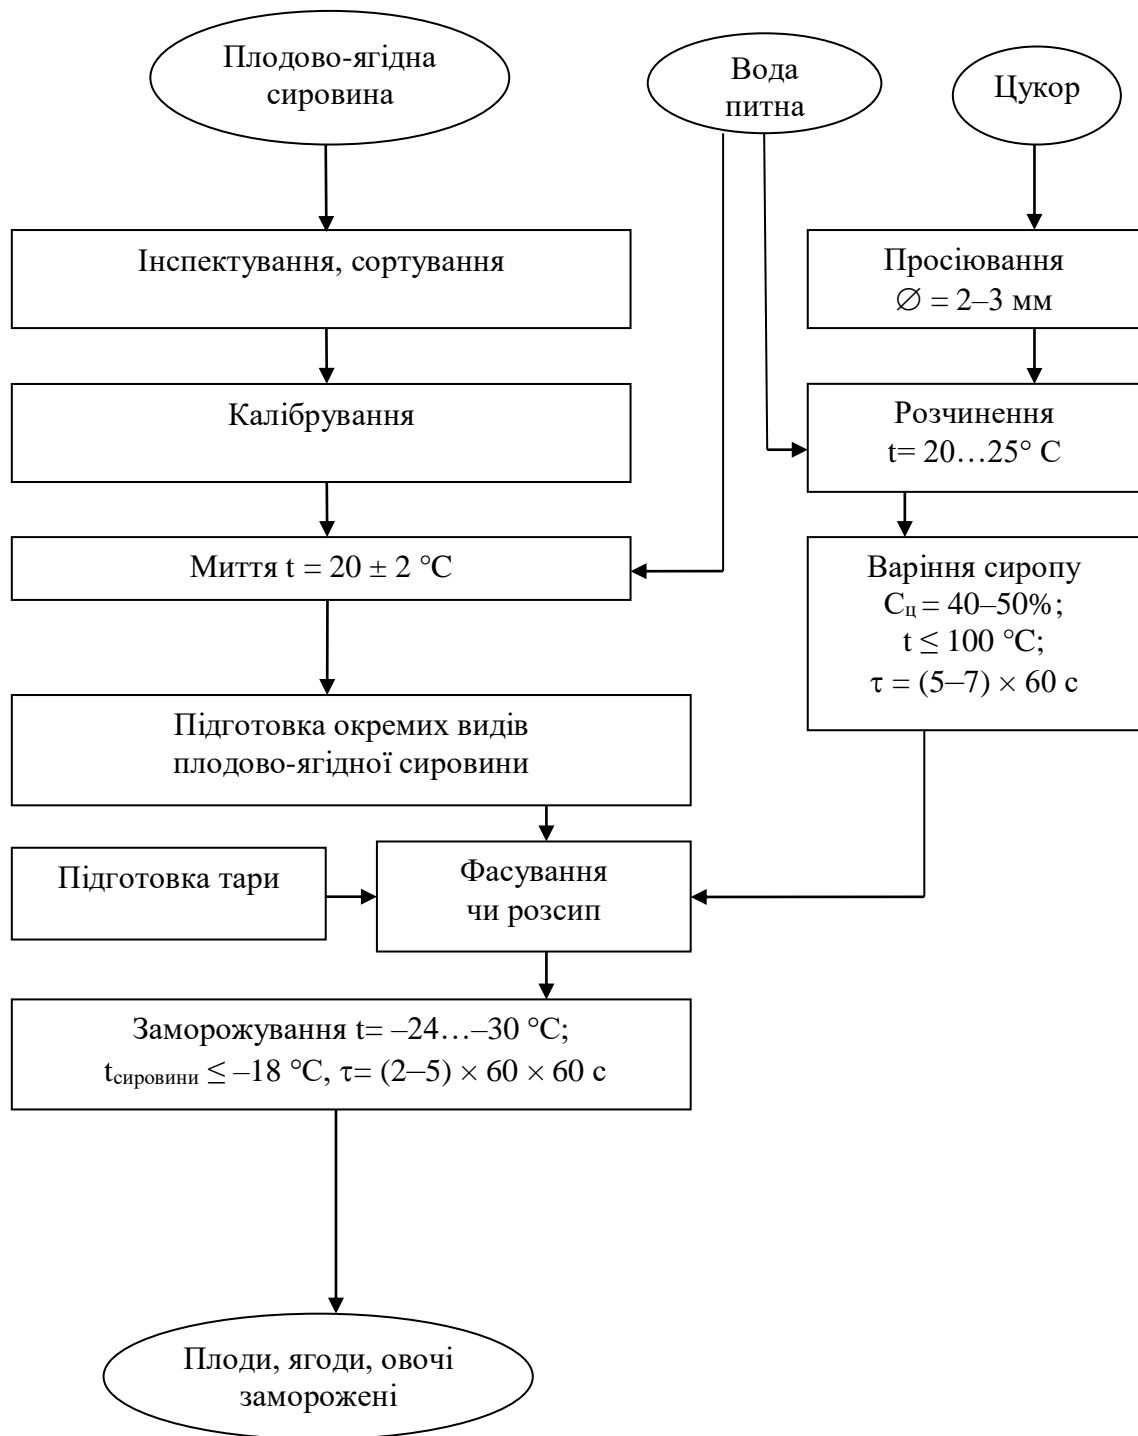 Плодово-ягідна
сировина
Вода
питна
Цукор
Інспектування, сортування
Просіювання
∅ = 2–3 мм
Калібрування
Розчинення
t= 20…25° C
Миття t = 20 ± 2 °C
Варіння сиропу
Cц = 40–50%;
t ≤ 100 °C;
τ = (5–7) × 60 с
Підготовка окремих видів
плодово-ягідної сировини
Підготовка тари
Фасування
чи розсип
Заморожування t= –24…–30 °C;
tсировини ≤ –18 °C, τ= (2–5) × 60 × 60 с
Плоди, ягоди, овочі
заморожені